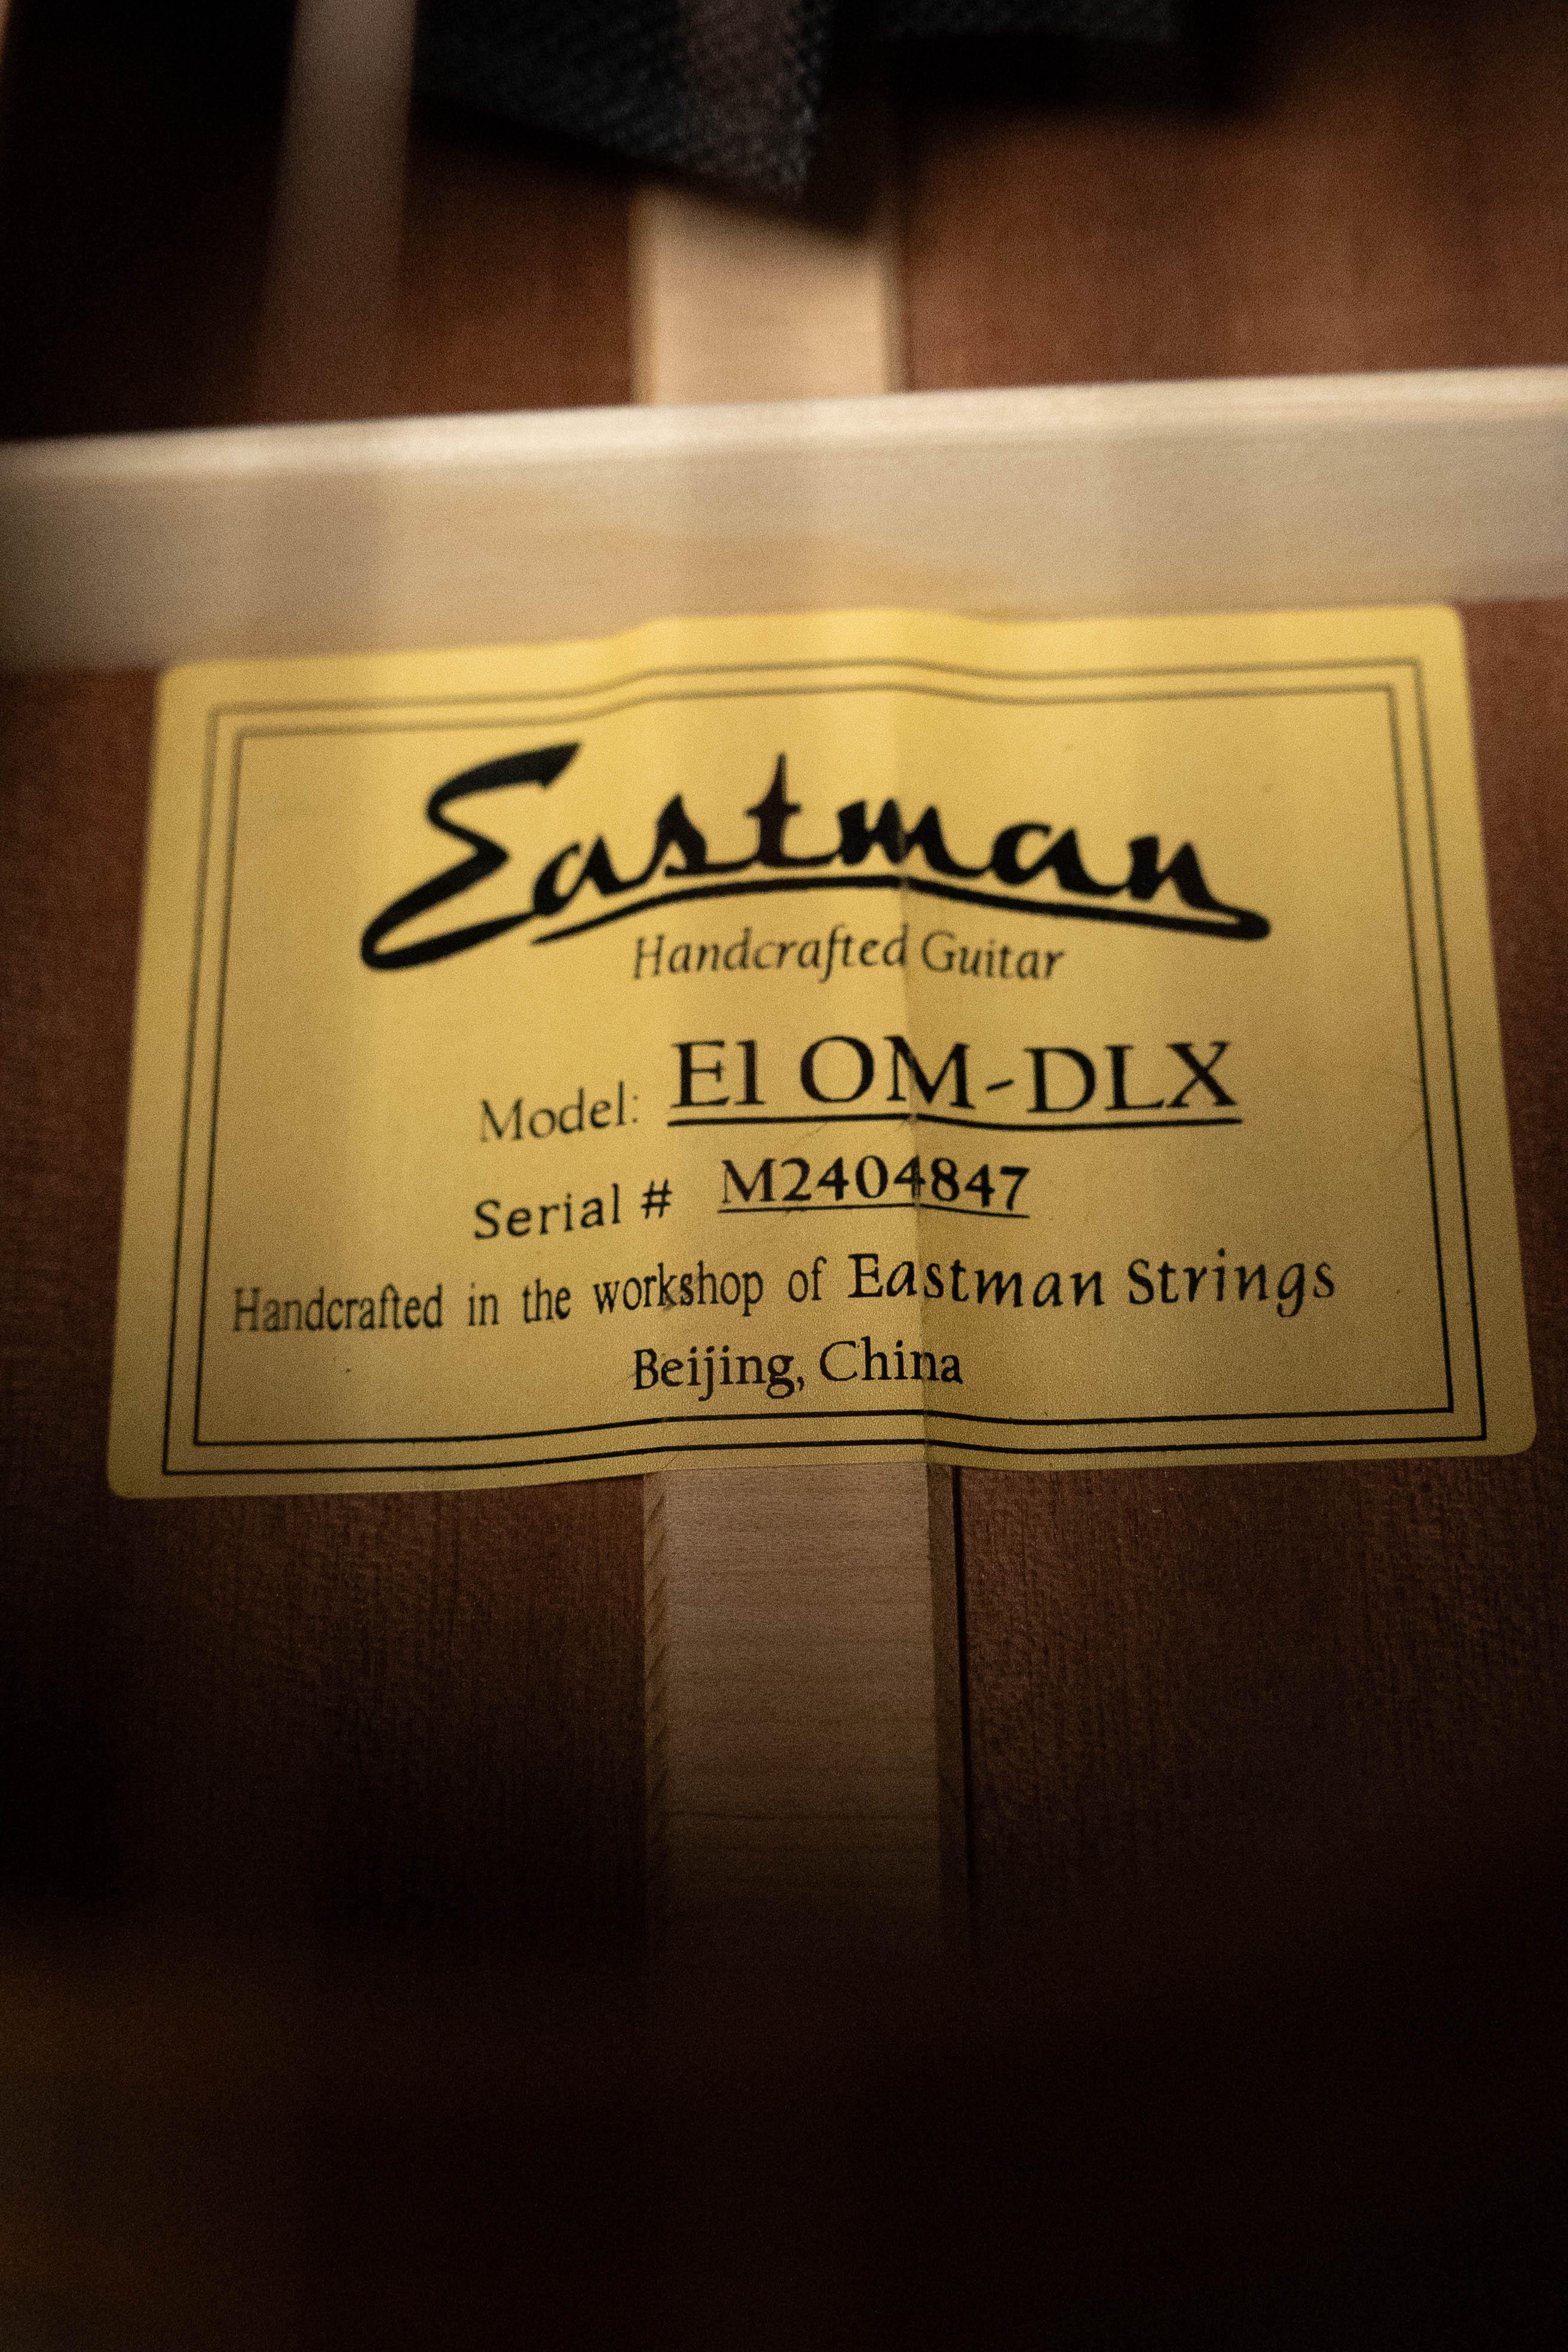 Eastman
Handcrafted Guitar
Model: E1 OM-DLX
Serial # M2404847
Handcrafted in the workshop of Eastman Strings
Beijing, China